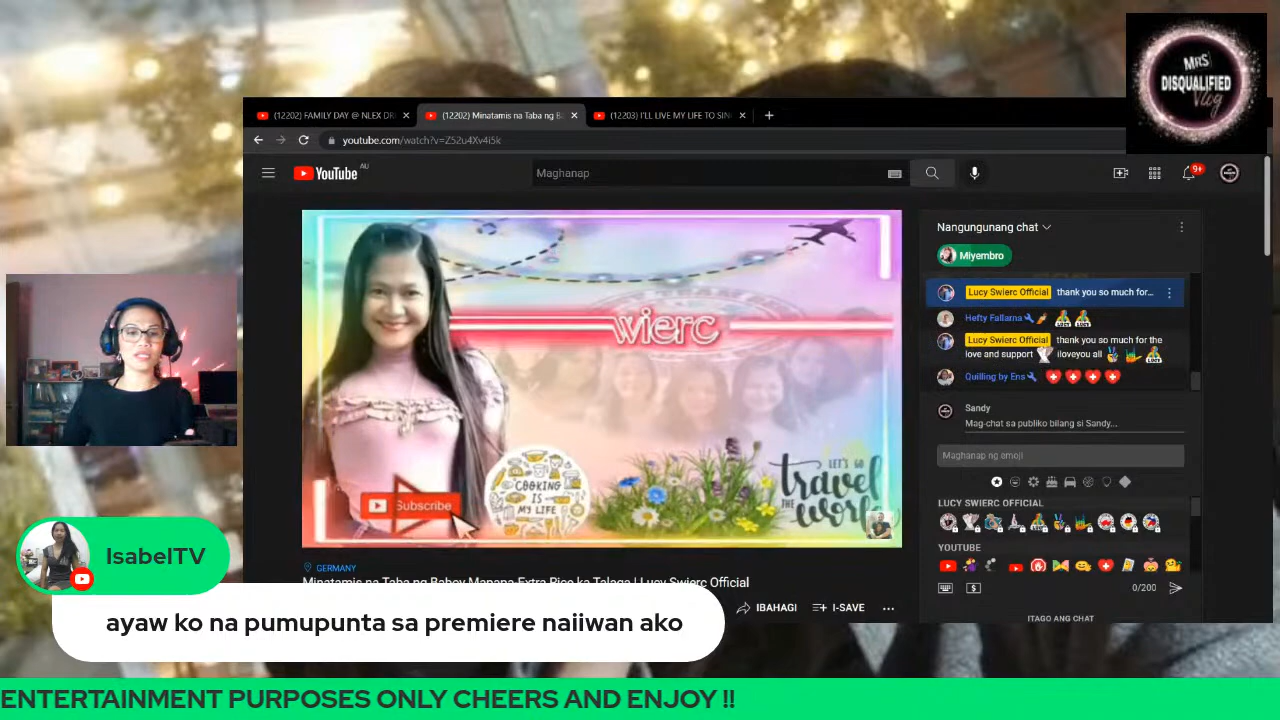 MRS
DISQUALIFIED
Vlog
(12202) FAMILY DAY @ NLEX DR
(12202) Minatamis na Taba ng B
(12203) I'LL LIVE MY LIFE TO SIN
youtube.com/watch?v=Z52u4Xv4i5k
YouTube AU
Maghanap
9+
wierc
COOKING
IS
MY LIFE
LET'S GO
travel
the world
Subscribe
Nangungunang chat
Miyembro
Lucy Swierc Official thank you so much for...
Hefty Fallarna
Lucy Swierc Official thank you so much for the
love and support iloveyou all
Quilling by Ens
Sandy
Mag-chat sa publiko bilang si Sandy...
Maghanap ng emoji
LUCY SWIERC OFFICIAL
YOUTUBE
0/200
ITAGO ANG CHAT
GERMANY
Minatamis na Taba ng Baboy Mapapa-Extra Rice ka Talaga | Lucy Swierc Official
IBAHAGI
I-SAVE
IsabelTV
ayaw ko na pumupunta sa premiere naiiwan ako
ENTERTAINMENT PURPOSES ONLY CHEERS AND ENJOY !!